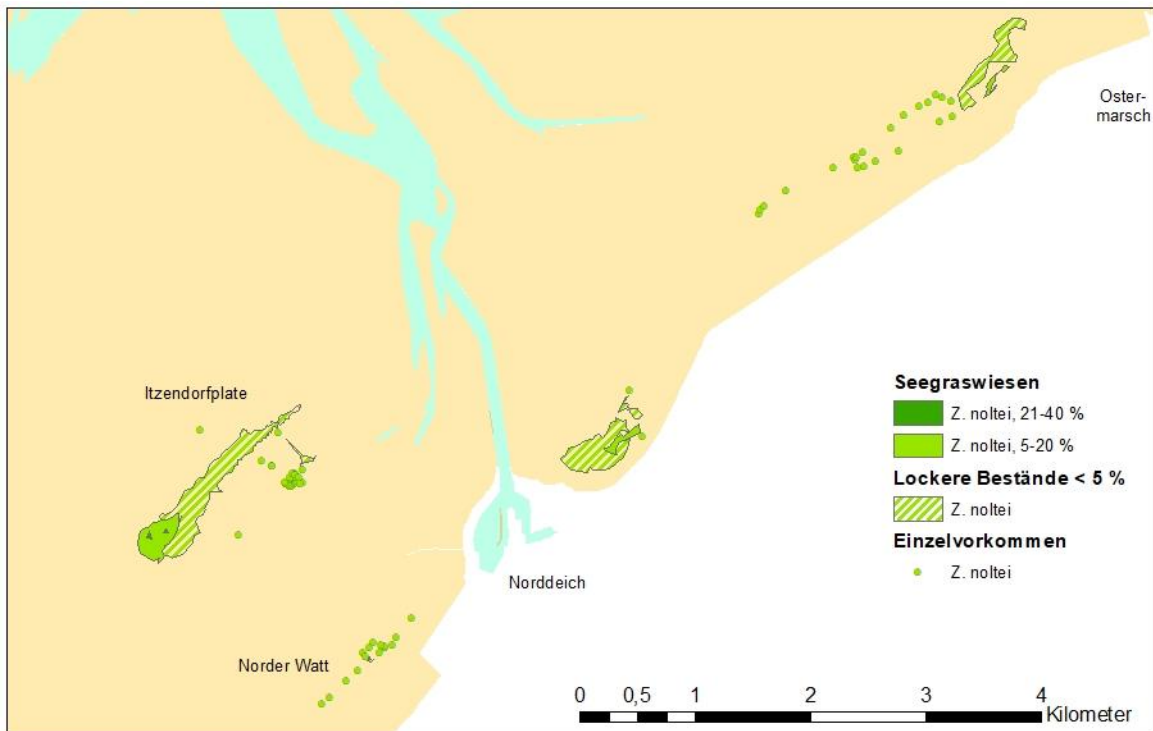 Oster-
marsch
Itzendorfplate
Seegraswiesen
Z. noltei, 21-40 %
Z. noltei, 5-20 %
Lockere Bestände < 5 %
Z. noltei
Einzelvorkommen
Z. noltei
Norddeich
Norder Watt
0 0,5 1 2 3 4
Kilometer